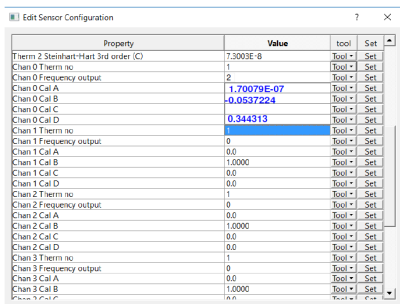 Edit Sensor Configuration ? ×
Property Value tool Set
Therm 2 Steinhart-Hart 3rd order (C) 7.3003E-8 Tool Set
Chan 0 Therm no 1 Tool Set
Chan 0 Frequency output 2 Tool Set
Chan 0 Cal A 1.70079E-07 Tool Set
Chan 0 Cal B -0.0537224 Tool Set
Chan 0 Cal C Tool Set
Chan 0 Cal D 0.344313 Tool Set
Chan 1 Therm no 1 Tool Set
Chan 1 Frequency output 0 Tool Set
Chan 1 Cal A 0.0 Tool Set
Chan 1 Cal B 1.0000 Tool Set
Chan 1 Cal C 0.0 Tool Set
Chan 1 Cal D 0.0 Tool Set
Chan 2 Therm no 1 Tool Set
Chan 2 Frequency output 0 Tool Set
Chan 2 Cal A 0.0 Tool Set
Chan 2 Cal B 1.0000 Tool Set
Chan 2 Cal C 0.0 Tool Set
Chan 2 Cal D 0.0 Tool Set
Chan 3 Therm no 1 Tool Set
Chan 3 Frequency output 0 Tool Set
Chan 3 Cal A 0.0 Tool Set
Chan 3 Cal B 1.0000 Tool Set
Chan 3 Cal C 0.0 Tool Set